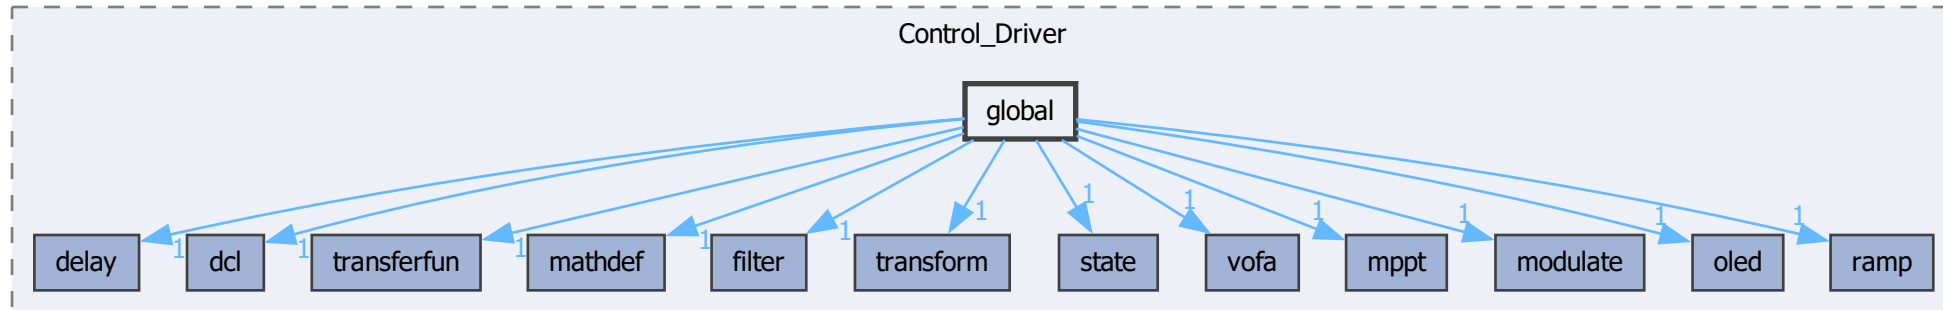 Control_Driver
global
1 1 1 1 1 1 1 1 1 1 1 1
delay dcl transferfun mathdef filter transform state vofa mppt modulate oled ramp